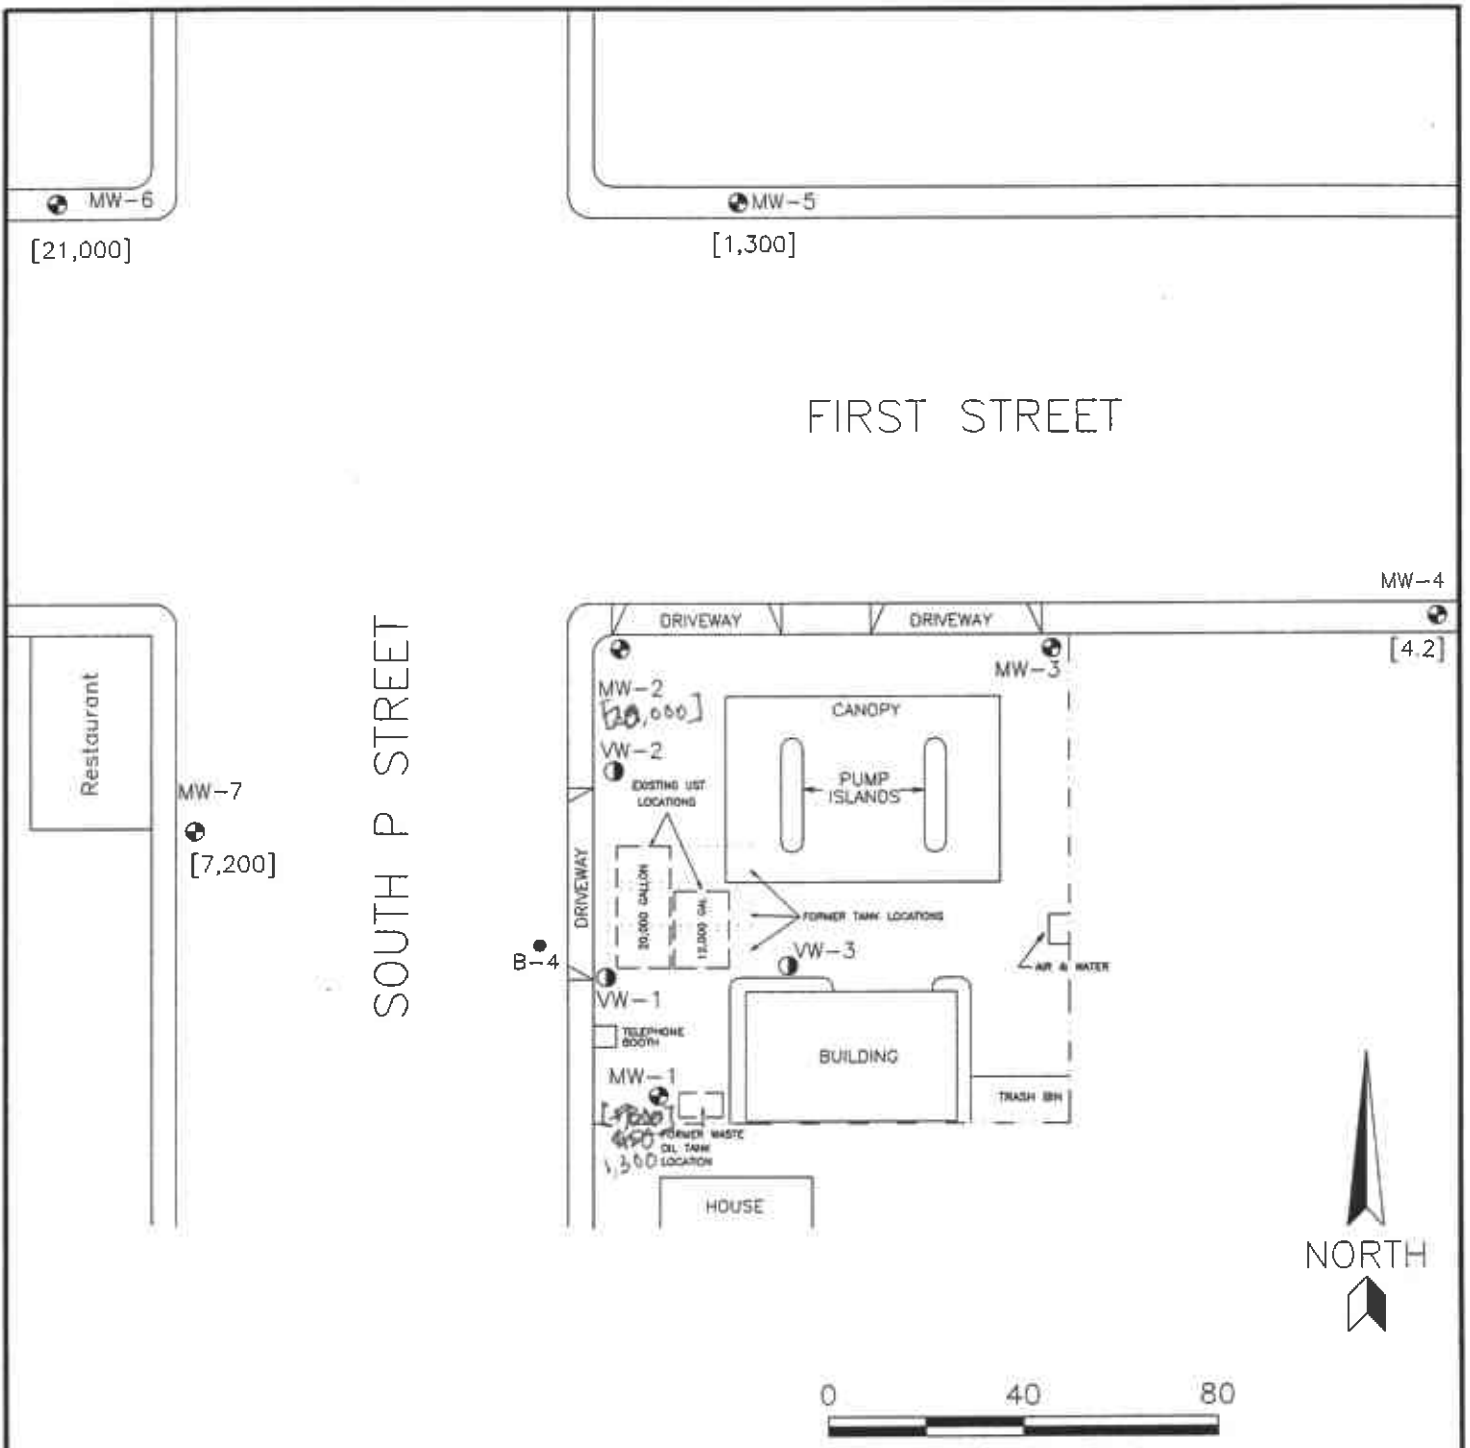 MW-6
[21,000]
MW-5
[1,300]
FIRST STREET
MW-4
[4.2]
DRIVEWAY
DRIVEWAY
MW-3
MW-2
[20,000]
CANOPY
VW-2
EXISTING UST
LOCATIONS
PUMP
ISLANDS
Restaurant
MW-7
[7,200]
SOUTH P STREET
DRIVEWAY
20,000 GALLON
12,000 GAL
FORMER TANK LOCATIONS
B-4
VW-3
AIR & WATER
VW-1
TELEPHONE
BOOTH
BUILDING
MW-1
TRASH BIN
FORMER WASTE
OIL TANK
1,300 LOCATION
HOUSE
NORTH
0 40 80